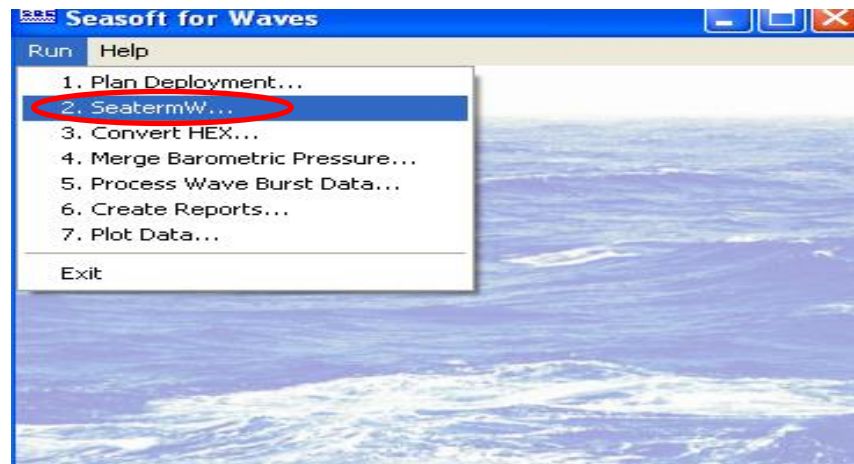 Seasoft for Waves
Run Help
1. Plan Deployment...
2. SeatermW...
3. Convert HEX...
4. Merge Barometric Pressure...
5. Process Wave Burst Data...
6. Create Reports...
7. Plot Data...
Exit